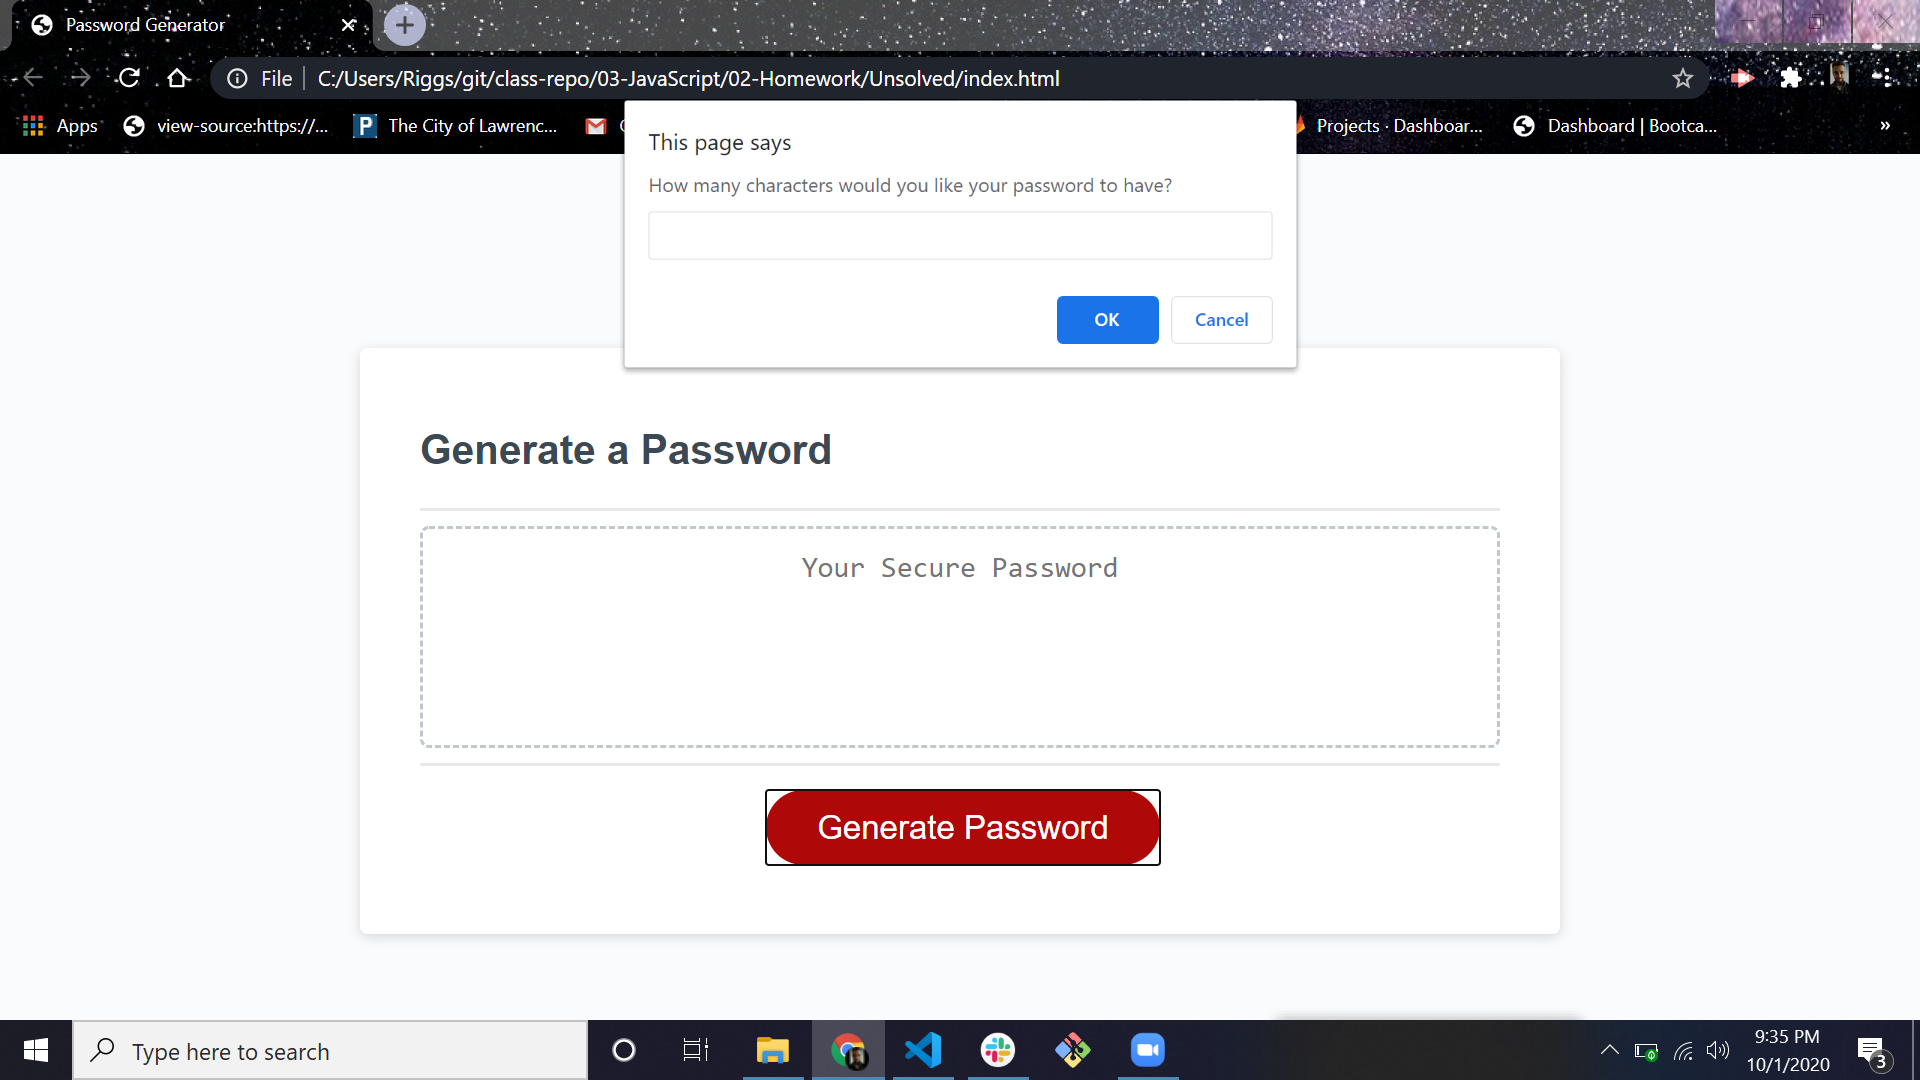 Password Generator
File
C:/Users/Riggs/git/class-repo/03-JavaScript/02-Homework/Unsolved/index.html
Apps
view-source:https://...
The City of Lawrenc...
Projects · Dashboar...
Dashboard | Bootca...
»
This page says
How many characters would you like your password to have?
OK
Cancel
Generate a Password
Your Secure Password
Generate Password
Type here to search
9:35 PM
10/1/2020
3